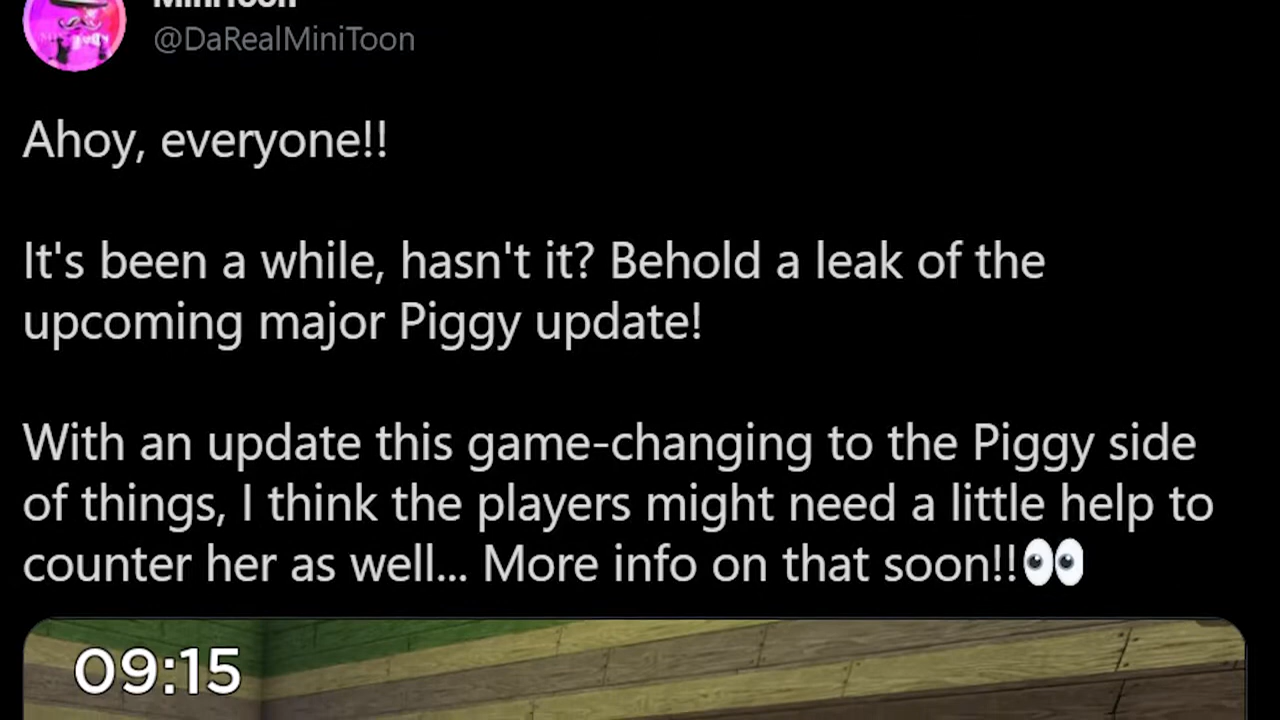 MiniToon
@DaRealMiniToon
Ahoy, everyone!!
It's been a while, hasn't it? Behold a leak of the
upcoming major Piggy update!
With an update this game-changing to the Piggy side
of things, I think the players might need a little help to
counter her as well... More info on that soon!!👀
09:15